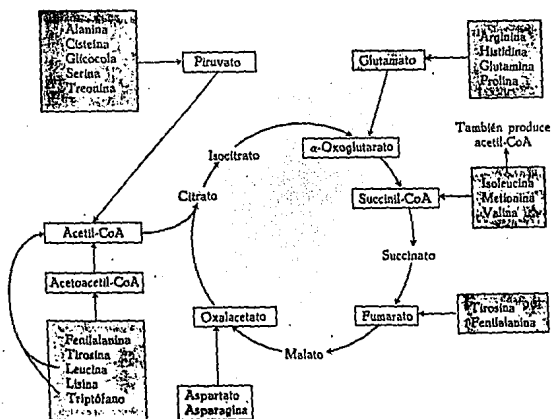 Alanina
Cisteina
Glicocola
Serina
Treonina
Piruvato
Glutamato
Arginina
Histidina
Glutamina
Prolina
También produce
acetil-CoA
Isocitrato
α-Oxoglutarato
Citrato
Succinil-CoA
Isoleucina
Metionina
Valina
Acetil-CoA
Succinato
Acetoacetil-CoA
Oxalacetato
Fumarato
Tirosina
Fenilalanina
Malato
Fenilalanina
Tirosina
Leucina
Lisina
Triptófano
Aspartato
Asparagina